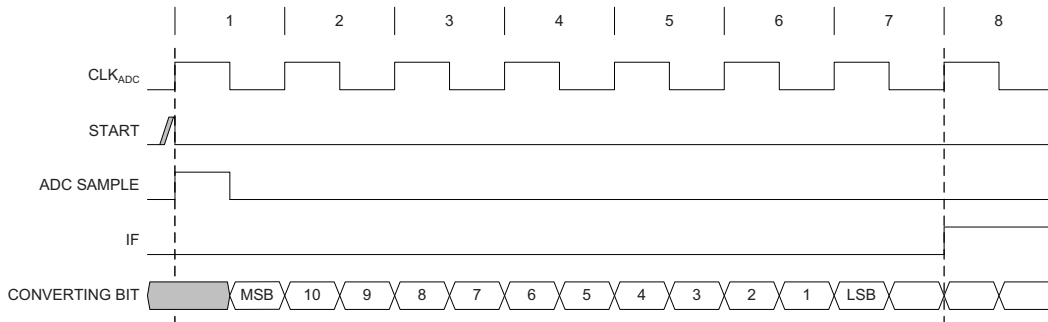 1 2 3 4 5 6 7 8
CLKADC
START
ADC SAMPLE
IF
CONVERTING BIT MSB 10 9 8 7 6 5 4 3 2 1 LSB